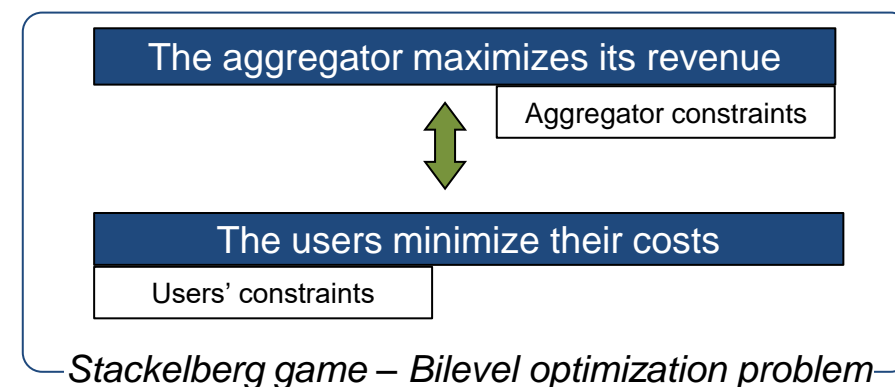 The aggregator maximizes its revenue
Aggregator constraints
The users minimize their costs
Users’ constraints
Stackelberg game – Bilevel optimization problem